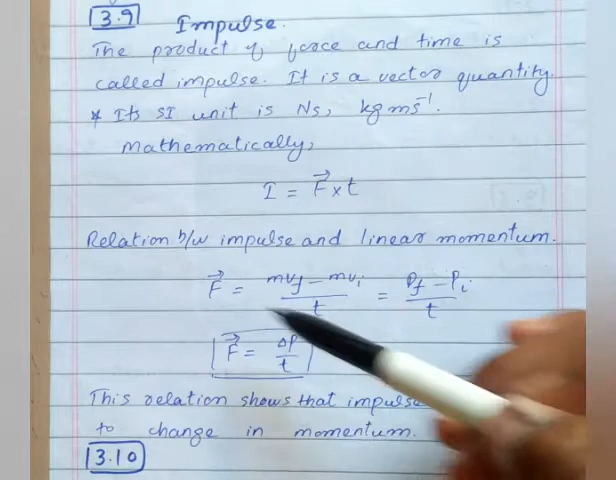 3.9 Impulse.
The product of force and time is
called impulse. It is a vector quantity.
* Its SI unit is Ns, kgms⁻¹.
Mathematically,
I = F⃗ × t
Relation b/w impulse and linear momentum.
F⃗ = mvf − mvi / t = Pf − Pi / t
F⃗ = ΔP / t
This relation shows that impulse
to change in momentum.
3.10